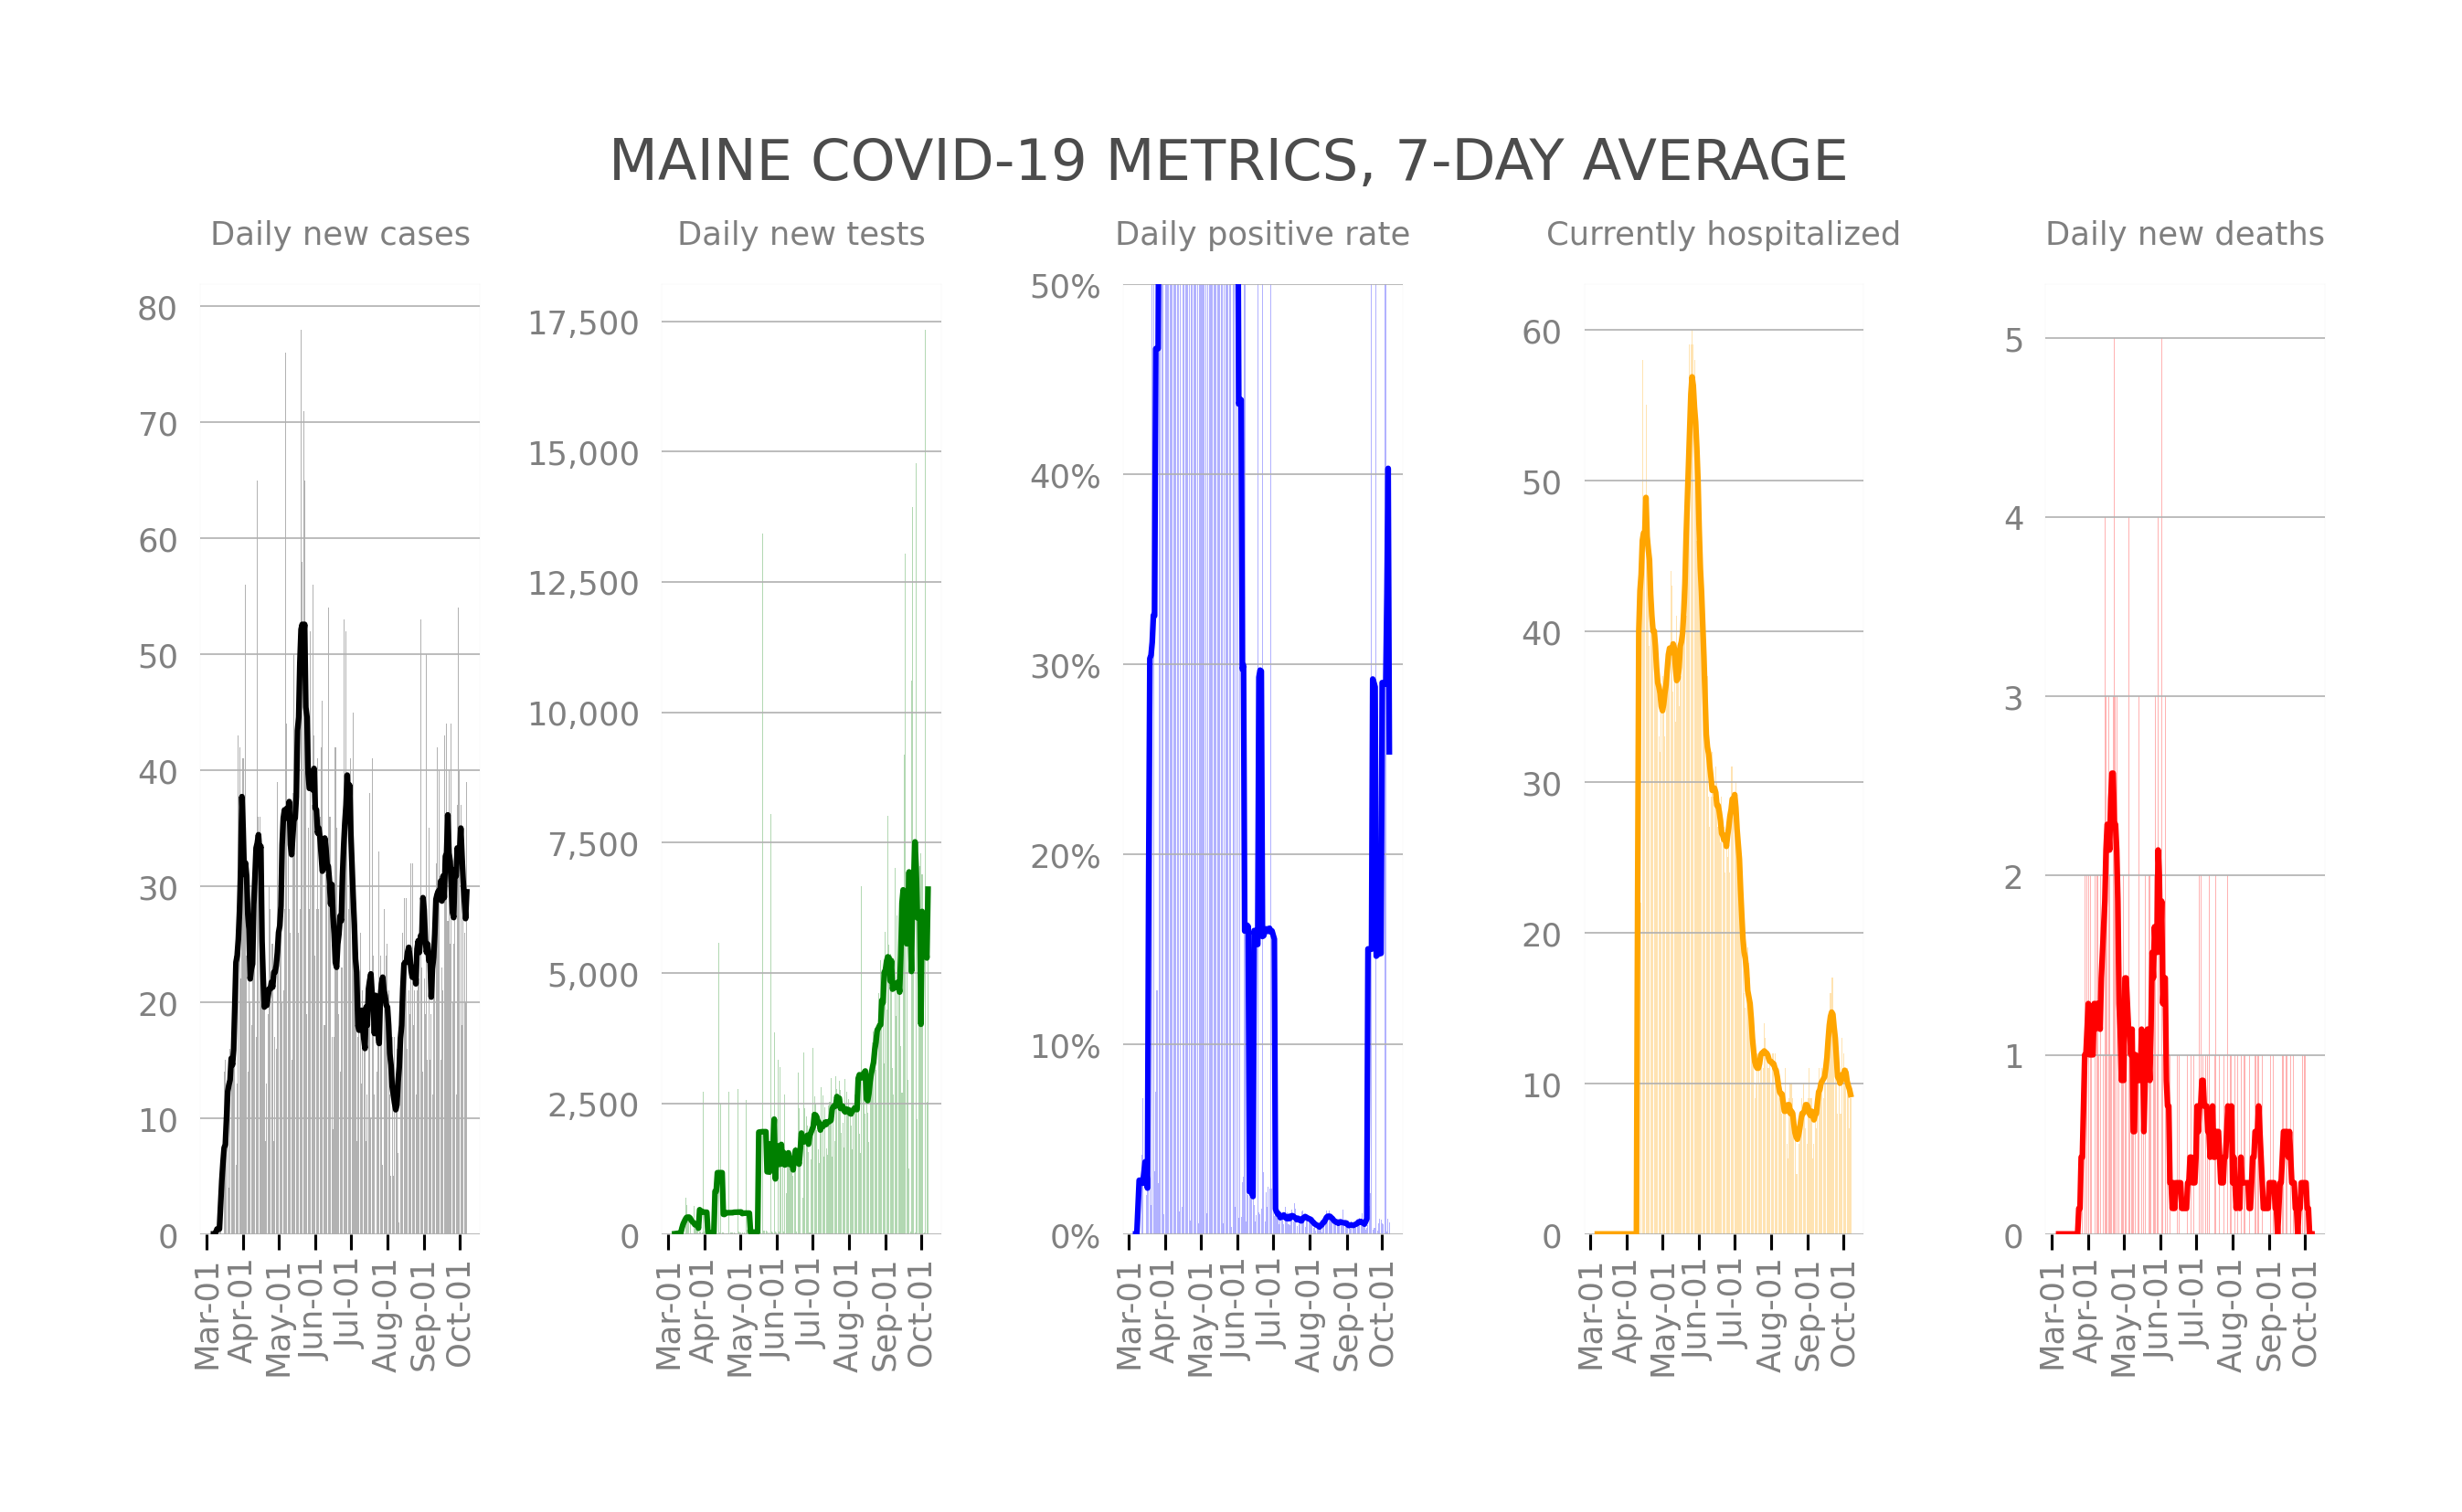 MAINE COVID-19 METRICS, 7-DAY AVERAGE
Daily new cases
80
70
60
50
40
30
20
10
0
Mar-01
Apr-01
May-01
Jun-01
Jul-01
Aug-01
Sep-01
Oct-01
Daily new tests
17,500
15,000
12,500
10,000
7,500
5,000
2,500
0
Mar-01
Apr-01
May-01
Jun-01
Jul-01
Aug-01
Sep-01
Oct-01
Daily positive rate
50%
40%
30%
20%
10%
0%
Mar-01
Apr-01
May-01
Jun-01
Jul-01
Aug-01
Sep-01
Oct-01
Currently hospitalized
60
50
40
30
20
10
0
Mar-01
Apr-01
May-01
Jun-01
Jul-01
Aug-01
Sep-01
Oct-01
Daily new deaths
5
4
3
2
1
0
Mar-01
Apr-01
May-01
Jun-01
Jul-01
Aug-01
Sep-01
Oct-01